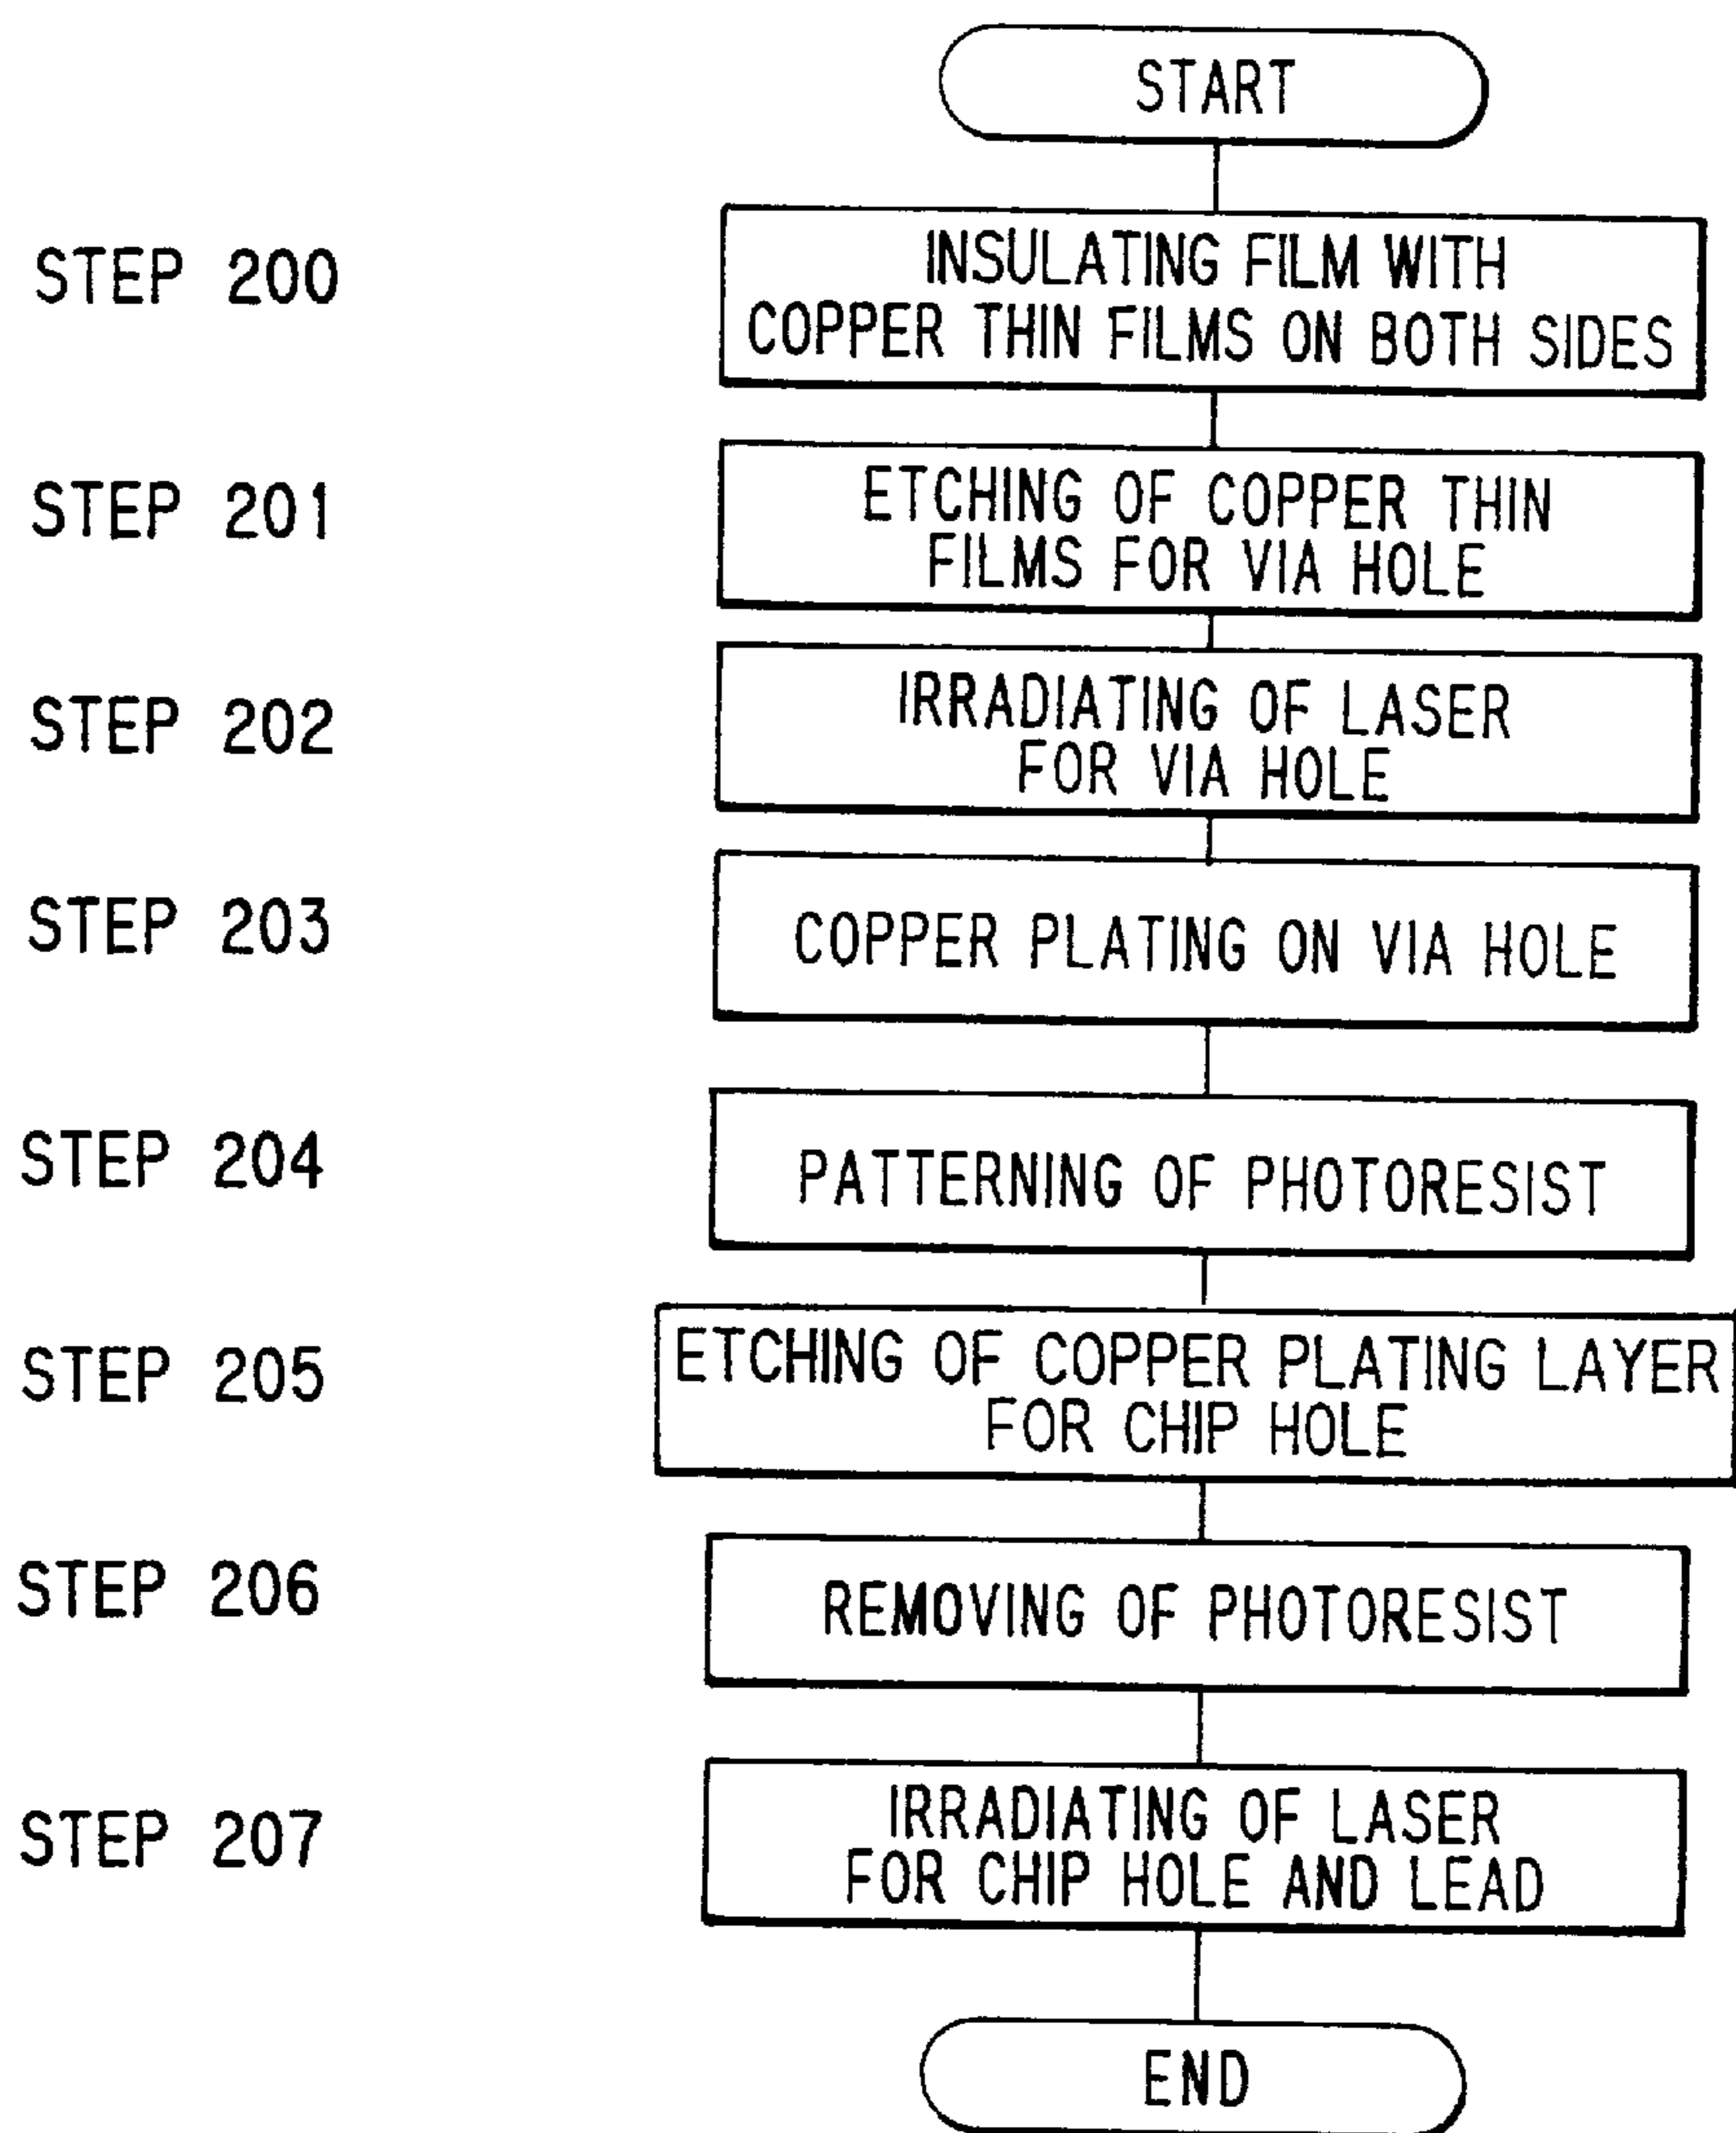 START
STEP 200
INSULATING FILM WITH
COPPER THIN FILMS ON BOTH SIDES
STEP 201
ETCHING OF COPPER THIN
FILMS FOR VIA HOLE
STEP 202
IRRADIATING OF LASER
FOR VIA HOLE
STEP 203
COPPER PLATING ON VIA HOLE
STEP 204
PATTERNING OF PHOTORESIST
STEP 205
ETCHING OF COPPER PLATING LAYER
FOR CHIP HOLE
STEP 206
REMOVING OF PHOTORESIST
STEP 207
IRRADIATING OF LASER
FOR CHIP HOLE AND LEAD
END